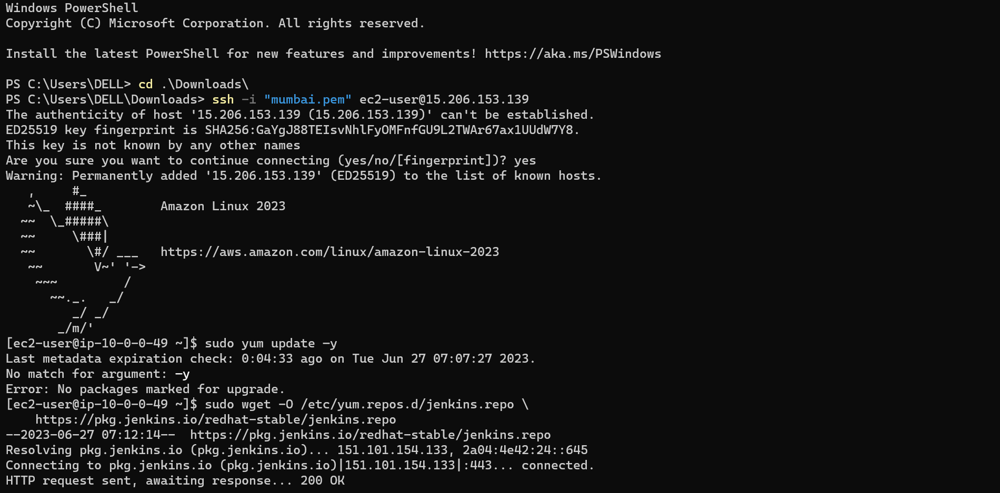 Windows PowerShell
Copyright (C) Microsoft Corporation. All rights reserved.
Install the latest PowerShell for new features and improvements! https://aka.ms/PSWindows
PS C:\Users\DELL> cd .\Downloads\
PS C:\Users\DELL\Downloads> ssh -i "mumbai.pem" ec2-user@15.206.153.139
The authenticity of host '15.206.153.139 (15.206.153.139)' can't be established.
ED25519 key fingerprint is SHA256:GaYgJ88TEIsvNhlFyOMFnfGU9L2TWAr67ax1UUdW7Y8.
This key is not known by any other names
Are you sure you want to continue connecting (yes/no/[fingerprint])? yes
Warning: Permanently added '15.206.153.139' (ED25519) to the list of known hosts.
   ,     #_
   ~\_  ####_        Amazon Linux 2023
  ~~  \_#####\
  ~~     \###|
  ~~       \#/ ___   https://aws.amazon.com/linux/amazon-linux-2023
   ~~       V~' '->
    ~~~         /
      ~~._.   _/
         _/ _/
       _/m/'
[ec2-user@ip-10-0-0-49 ~]$ sudo yum update –y
Last metadata expiration check: 0:04:33 ago on Tue Jun 27 07:07:27 2023.
No match for argument: –y
Error: No packages marked for upgrade.
[ec2-user@ip-10-0-0-49 ~]$ sudo wget -O /etc/yum.repos.d/jenkins.repo \
    https://pkg.jenkins.io/redhat-stable/jenkins.repo
--2023-06-27 07:12:14--  https://pkg.jenkins.io/redhat-stable/jenkins.repo
Resolving pkg.jenkins.io (pkg.jenkins.io)... 151.101.154.133, 2a04:4e42:24::645
Connecting to pkg.jenkins.io (pkg.jenkins.io)|151.101.154.133|:443... connected.
HTTP request sent, awaiting response... 200 OK